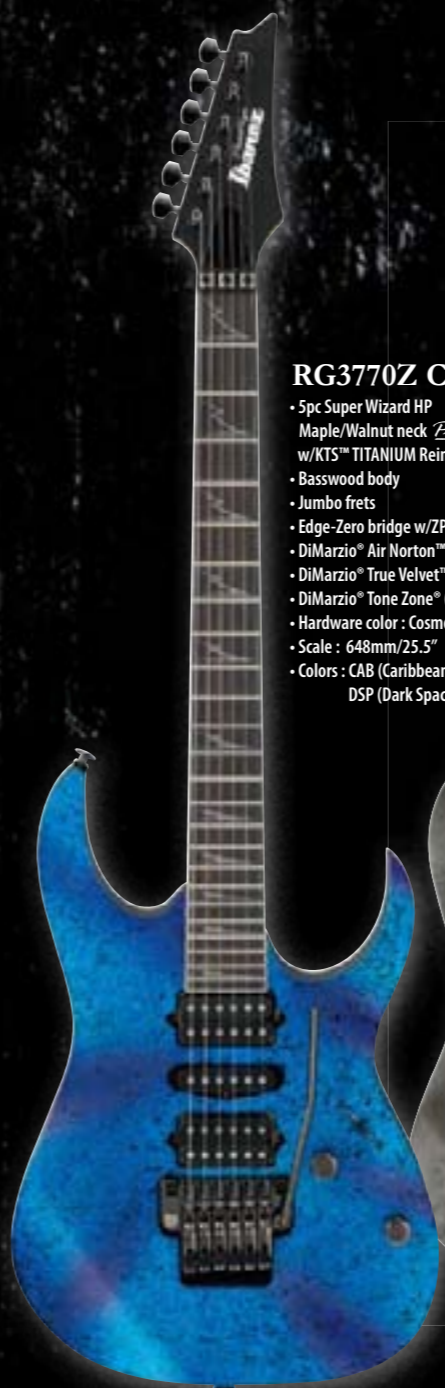 Ibanez
RG3770Z C
• 5pc Super Wizard HP
Maple/Walnut neck
w/KTS™ TITANIUM Rein
• Basswood body
• Jumbo frets
• Edge-Zero bridge w/ZP
• DiMarzio® Air Norton™
• DiMarzio® True Velvet™
• DiMarzio® Tone Zone®
• Hardware color : Cosmo
• Scale : 648mm/25.5"
• Colors : CAB (Caribbean
DSP (Dark Spac